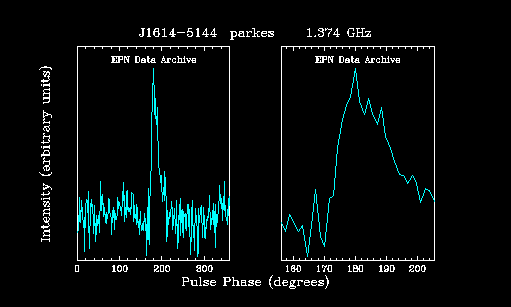 J1614-5144 parkes 1.374 GHz
EPN Data Archive EPN Data Archive
Intensity (arbitrary units)
0 100 200 300 160 170 180 190 200
Pulse Phase (degrees)